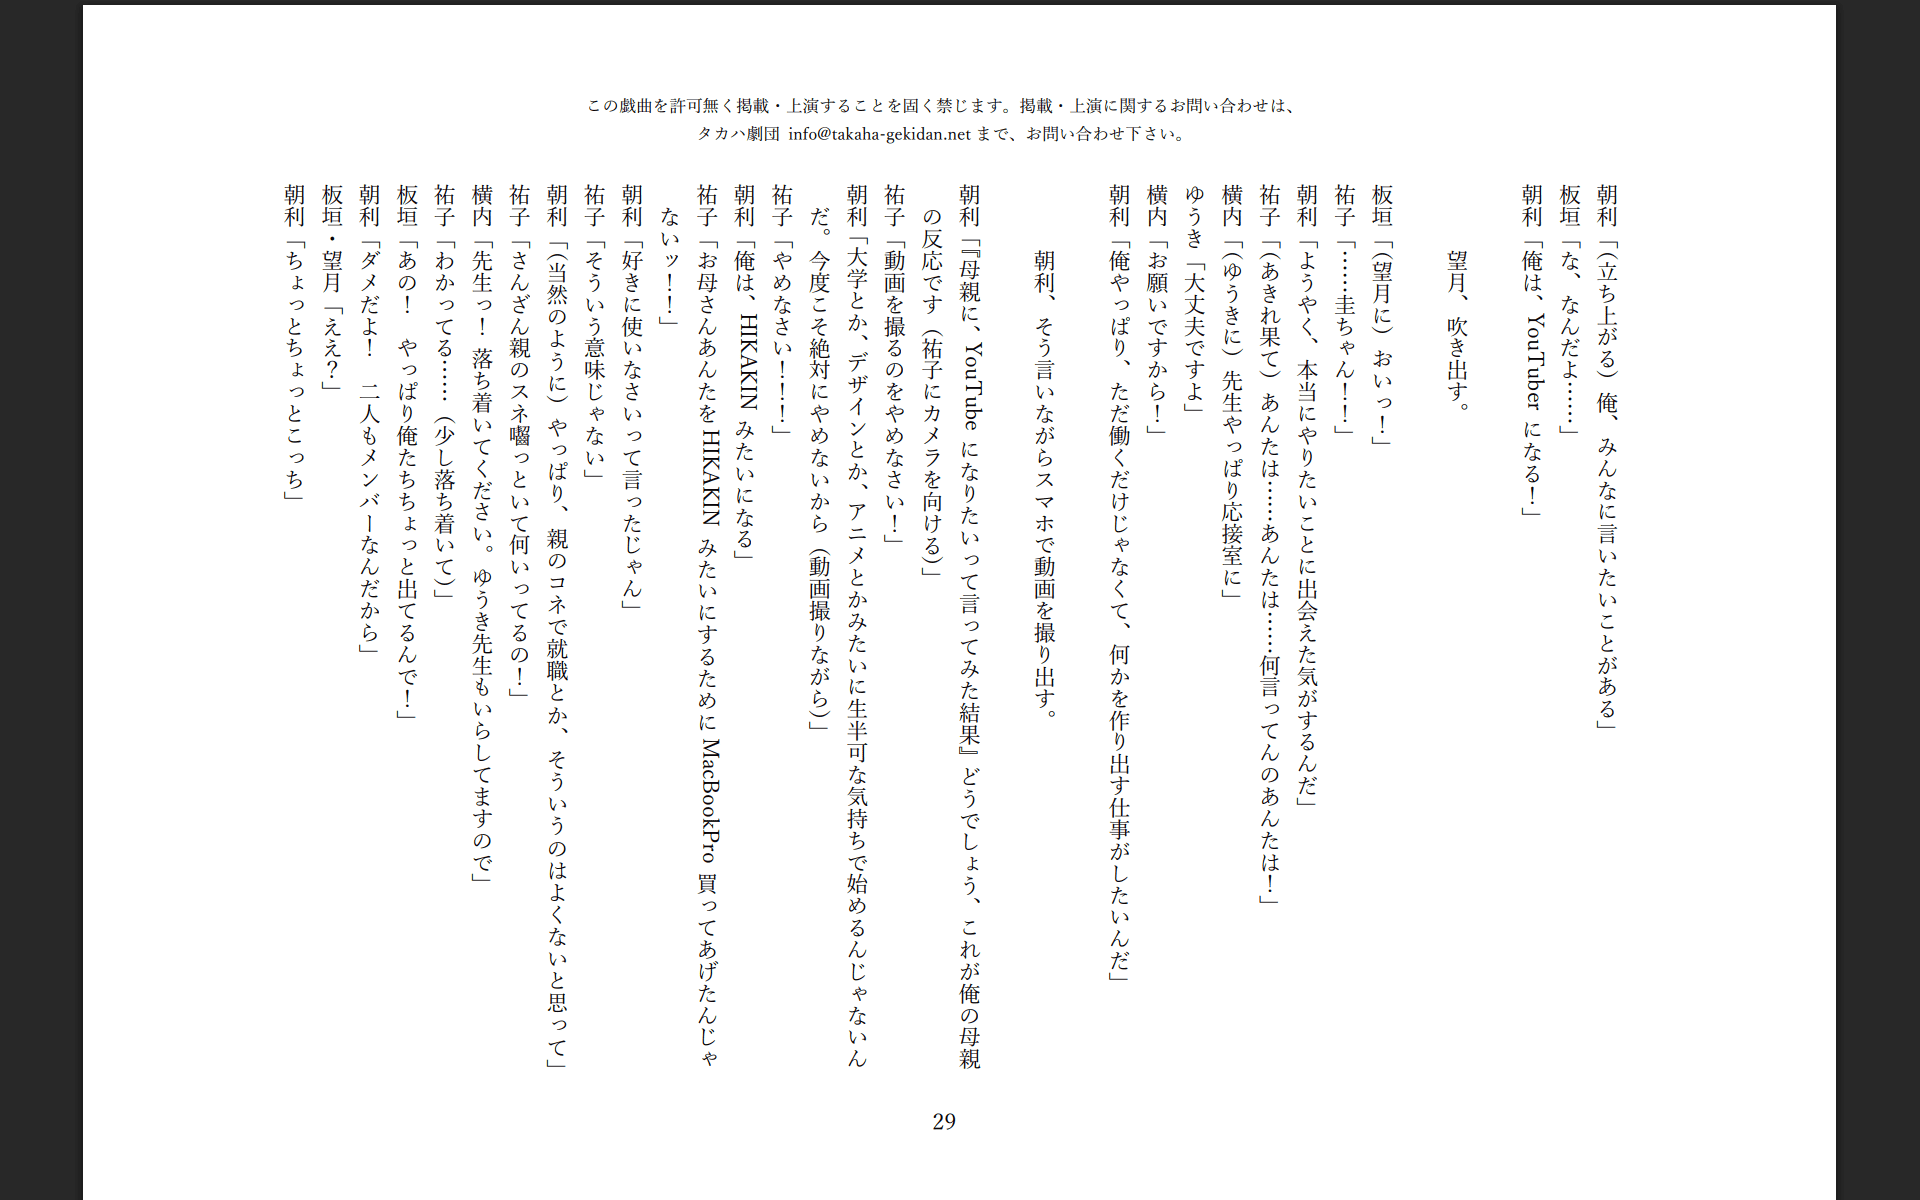 この戯曲を許可無く掲載・上演することを固く禁じます。掲載・上演に関するお問い合わせは、
タカハ劇団 info@takaha-gekidan.net まで、お問い合わせ下さい。
朝利「(立ち上がる) 俺、みんなに言いたいことがある」
板垣「な、なんだよ……」
朝利「俺は、YouTuber になる！」
望月、吹き出す。
板垣「(望月に) おいっ！」
祐子「……圭ちゃん！！」
朝利「ようやく、本当にやりたいことに出会えた気がするんだ」
祐子「(あきれ果て) あんたは……あんたは……何言ってんのあんたは！」
横内「(ゆうきに) 先生やっぱり応接室に」
ゆうき「大丈夫ですよ」
横内「お願いですから！」
朝利「俺やっぱり、ただ働くだけじゃなくて、何かを作り出す仕事がしたいんだ」
朝利、そう言いながらスマホで動画を撮り出す。
朝利「『母親に、YouTube になりたいって言ってみた結果』どうでしょう、これが俺の母親
の反応です（祐子にカメラを向ける）」
祐子「動画を撮るのをやめなさい！」
朝利「大学とか、デザインとか、アニメとかみたいに生半可な気持ちで始めるんじゃないん
だ。今度こそ絶対にやめないから（動画撮りながら）」
祐子「やめなさい！！！」
朝利「俺は、HIKAKIN みたいになる」
祐子「お母さんあんたを HIKAKIN みたいにするために MacBookPro 買ってあげたんじゃ
ないッ！！」
朝利「好きに使いなさいって言ったじゃん」
祐子「そういう意味じゃない」
朝利「(当然のように) やっぱり、親のコネで就職とか、そういうのはよくないと思って」
祐子「さんざん親のスネ囓っといて何いってるの！」
横内「先生っ！ 落ち着いてください。ゆうき先生もいらしてますので」
祐子「わかってる……（少し落ち着いて）」
板垣「あの！　やっぱり俺たちちょっと出てるんで！」
朝利「ダメだよ！　二人もメンバーなんだから」
板垣・望月「ええ？」
朝利「ちょっとちょっとこっち」
29